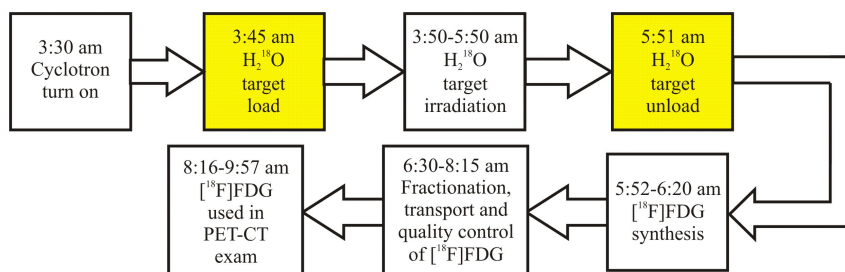 3:30 am
Cyclotron
turn on
3:45 am
H₂¹⁸O
target
load
3:50-5:50 am
H₂¹⁸O
target
irradiation
5:51 am
H₂¹⁸O
target
unload
5:52-6:20 am
[¹⁸F]FDG
synthesis
6:30-8:15 am
Fractionation,
transport and
quality control
of [¹⁸F]FDG
8:16-9:57 am
[¹⁸F]FDG
used in
PET-CT
exam